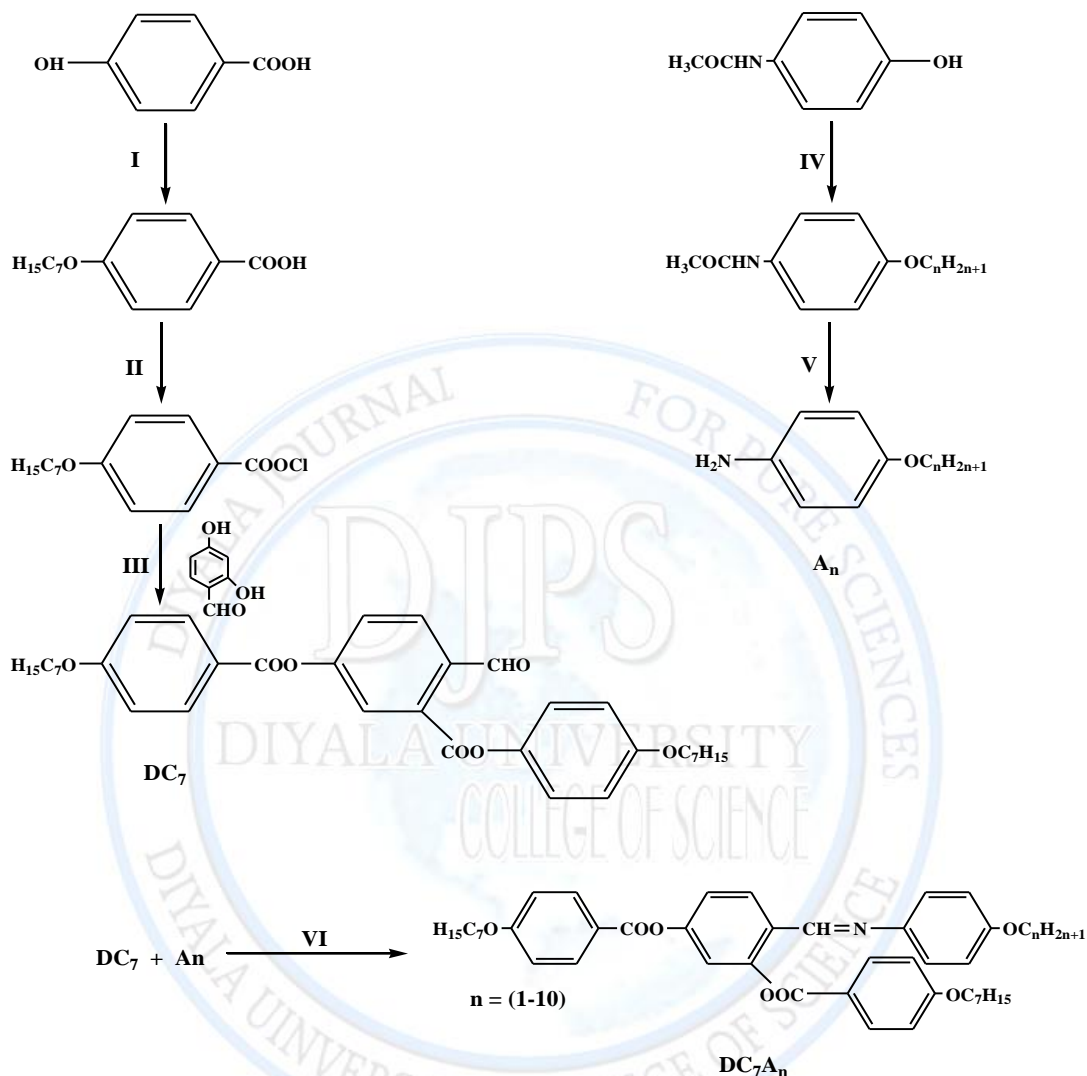 OH
COOH
H₃COCHN
OH
I
IV
H₁₅C₇O
COOH
H₃COCHN
OCₙH₂ₙ₊₁
II
V
H₁₅C₇O
COOCl
H₂N
OCₙH₂ₙ₊₁
III
OH
OH
CHO
Aₙ
H₁₅C₇O
COO
CHO
COO
OC₇H₁₅
DC₇
DC₇ + An
VI
H₁₅C₇O
COO
CH=N
OCₙH₂ₙ₊₁
n = (1-10)
OOC
OC₇H₁₅
DC₇Aₙ
DIYALA JOURNAL
FOR PURE SCIENCES
DJPS
DIYALA UNIVERSITY
COLLEGE OF SCIENCE